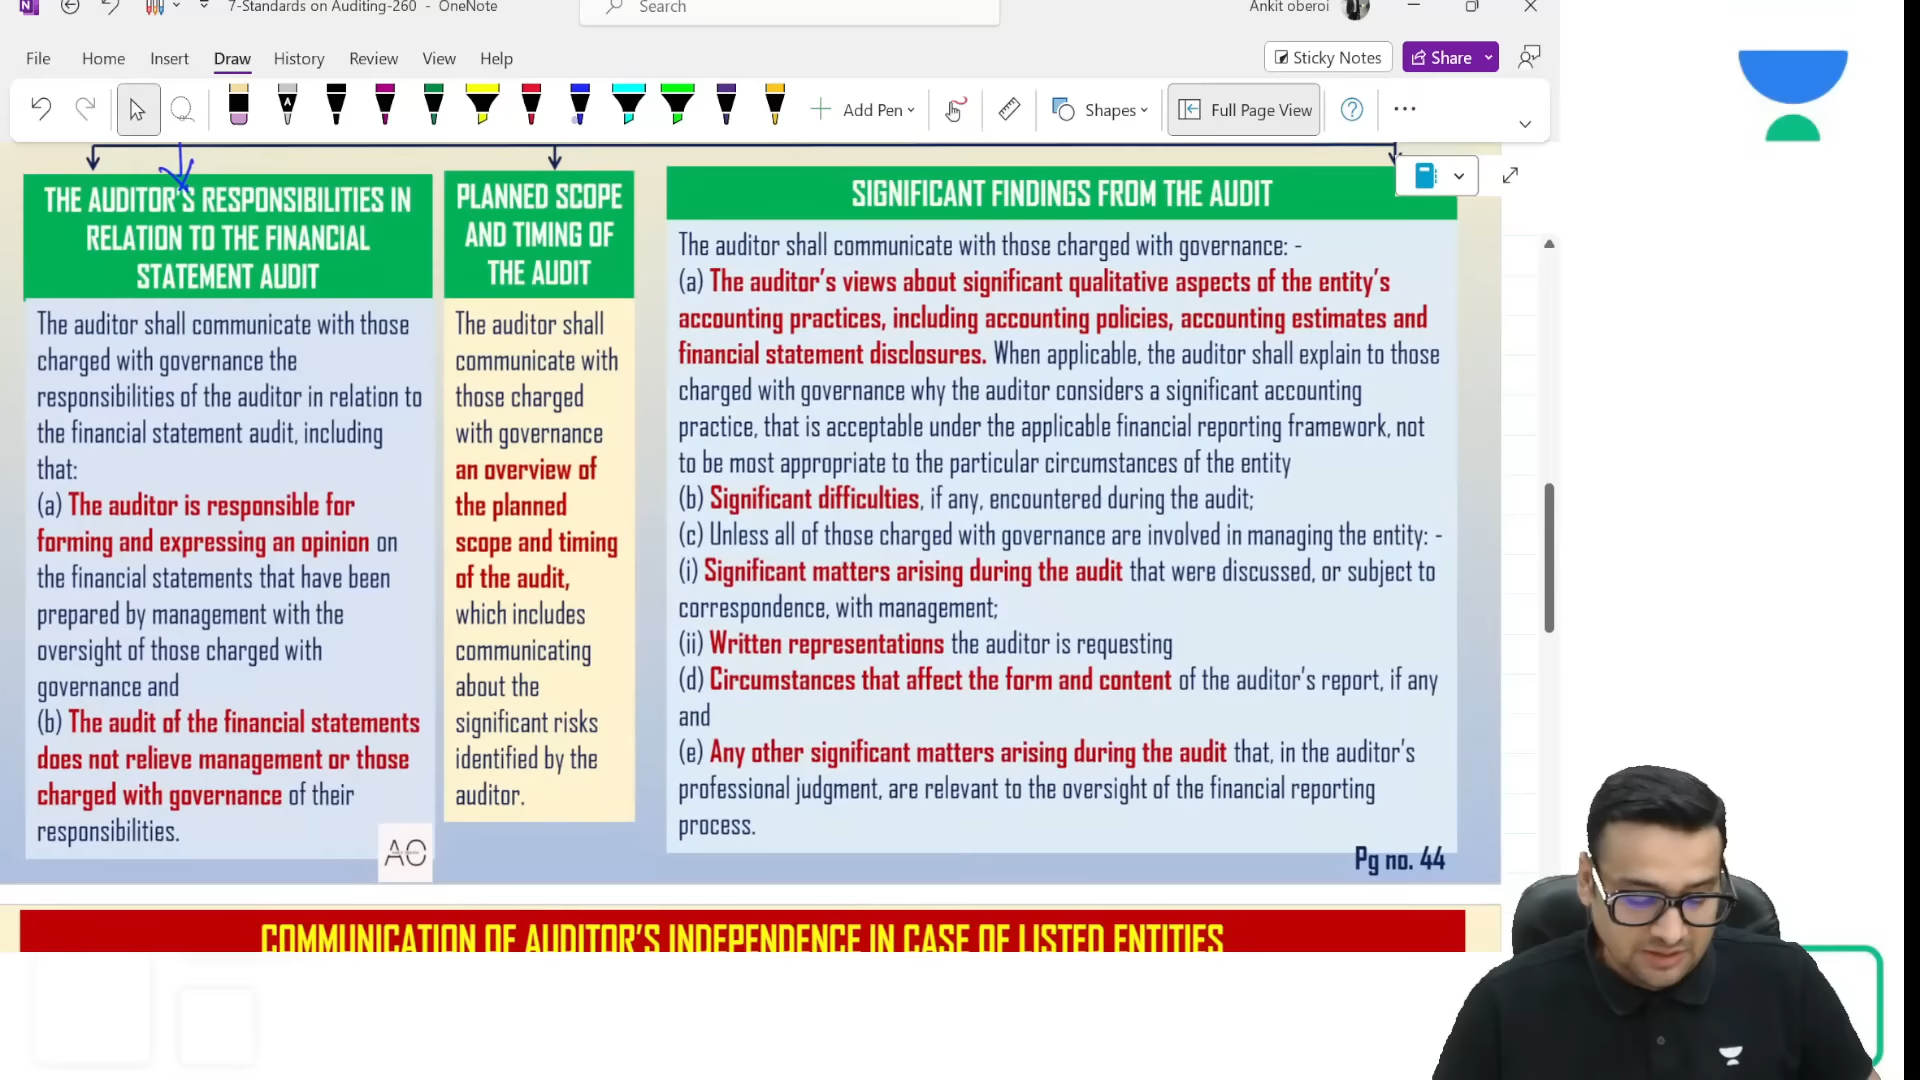 7-Standards on Auditing-260 - OneNote
Search
Ankit oberoi
File
Home
Insert
Draw
History
Review
View
Help
Sticky Notes
Share
Add Pen
Shapes
Full Page View
THE AUDITOR'S RESPONSIBILITIES IN
RELATION TO THE FINANCIAL
STATEMENT AUDIT
The auditor shall communicate with those
charged with governance the
responsibilities of the auditor in relation to
the financial statement audit, including
that:
(a) The auditor is responsible for
forming and expressing an opinion on
the financial statements that have been
prepared by management with the
oversight of those charged with
governance and
(b) The audit of the financial statements
does not relieve management or those
charged with governance of their
responsibilities.
AO
PLANNED SCOPE
AND TIMING OF
THE AUDIT
The auditor shall
communicate with
those charged
with governance
an overview of
the planned
scope and timing
of the audit,
which includes
communicating
about the
significant risks
identified by the
auditor.
SIGNIFICANT FINDINGS FROM THE AUDIT
The auditor shall communicate with those charged with governance: -
(a) The auditor's views about significant qualitative aspects of the entity's
accounting practices, including accounting policies, accounting estimates and
financial statement disclosures. When applicable, the auditor shall explain to those
charged with governance why the auditor considers a significant accounting
practice, that is acceptable under the applicable financial reporting framework, not
to be most appropriate to the particular circumstances of the entity
(b) Significant difficulties, if any, encountered during the audit;
(c) Unless all of those charged with governance are involved in managing the entity: -
(i) Significant matters arising during the audit that were discussed, or subject to
correspondence, with management;
(ii) Written representations the auditor is requesting
(d) Circumstances that affect the form and content of the auditor's report, if any
and
(e) Any other significant matters arising during the audit that, in the auditor's
professional judgment, are relevant to the oversight of the financial reporting
process.
Pg no. 44
COMMUNICATION OF AUDITOR'S INDEPENDENCE IN CASE OF LISTED ENTITIES